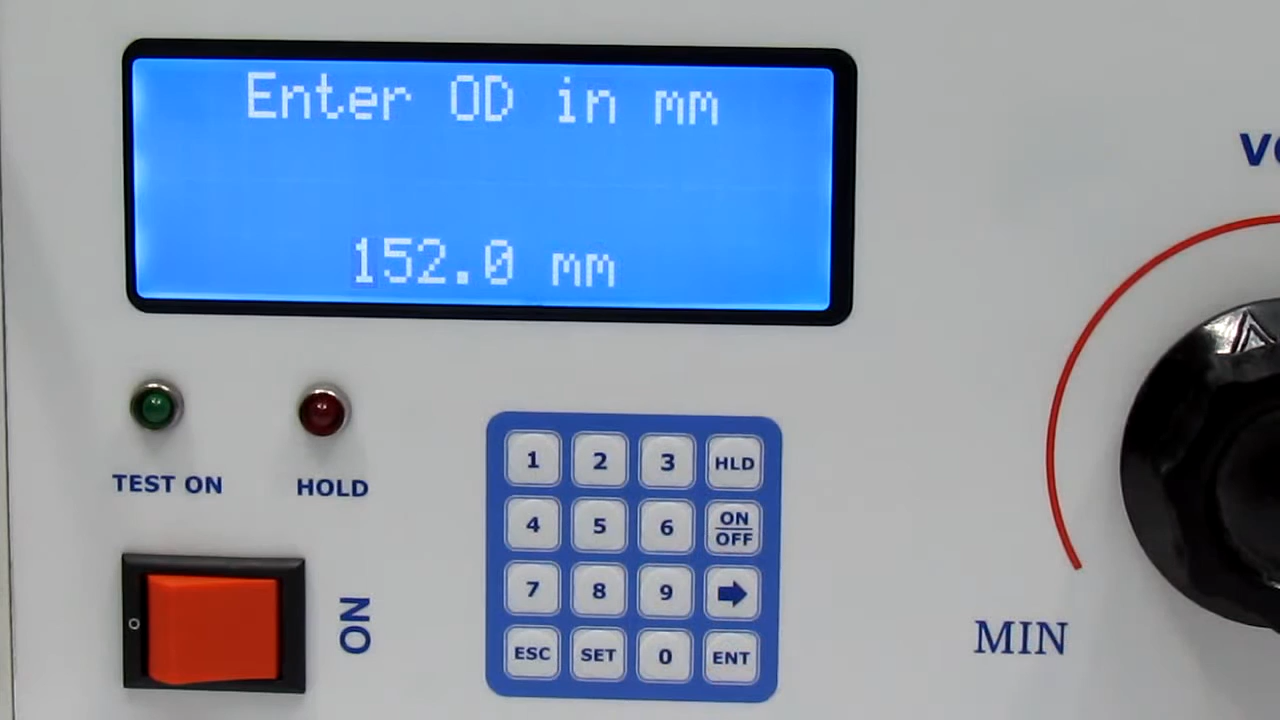 Enter OD in mm
152.0 mm
VO
TEST ON
HOLD
1 2 3 HLD
4 5 6 ON
OFF
7 8 9
ESC SET 0 ENT
O
ON
MIN